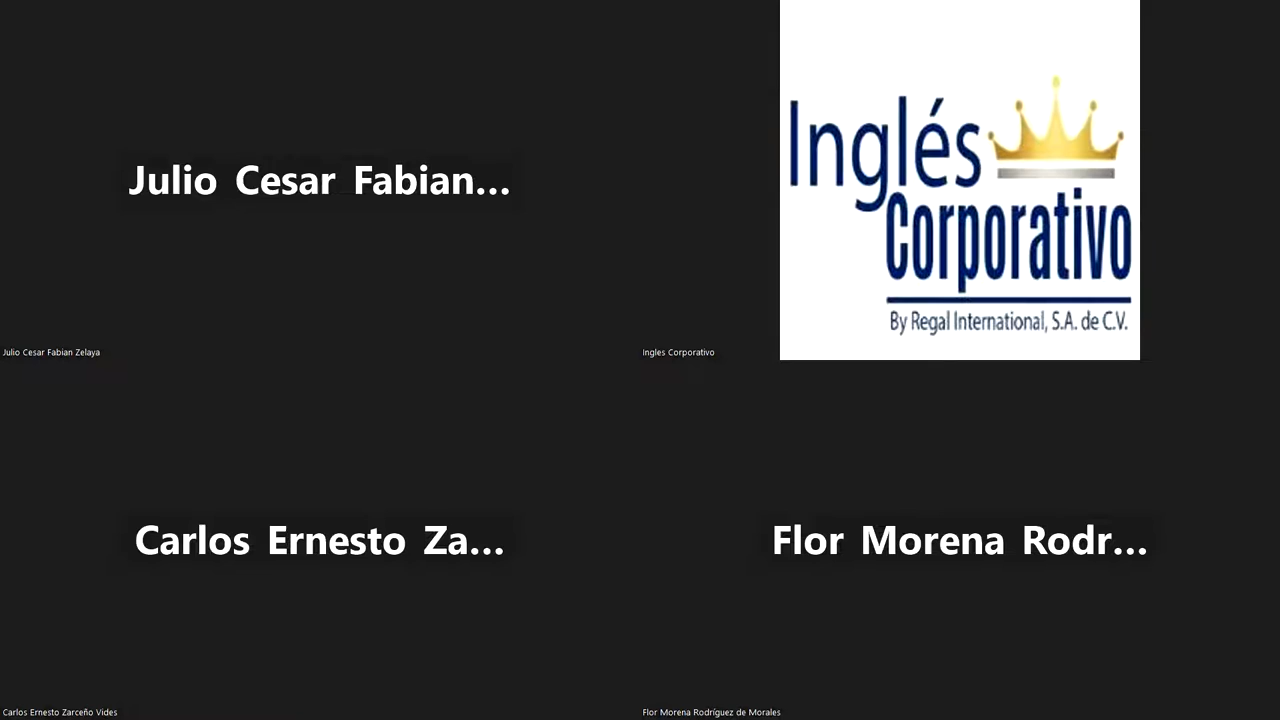 Julio Cesar Fabian...
Julio Cesar Fabian Zelaya
Inglés
Corporativo
By Regal International, S.A. de C.V.
Ingles Corporativo
Carlos Ernesto Za...
Carlos Ernesto Zarceño Vides
Flor Morena Rodr...
Flor Morena Rodríguez de Morales